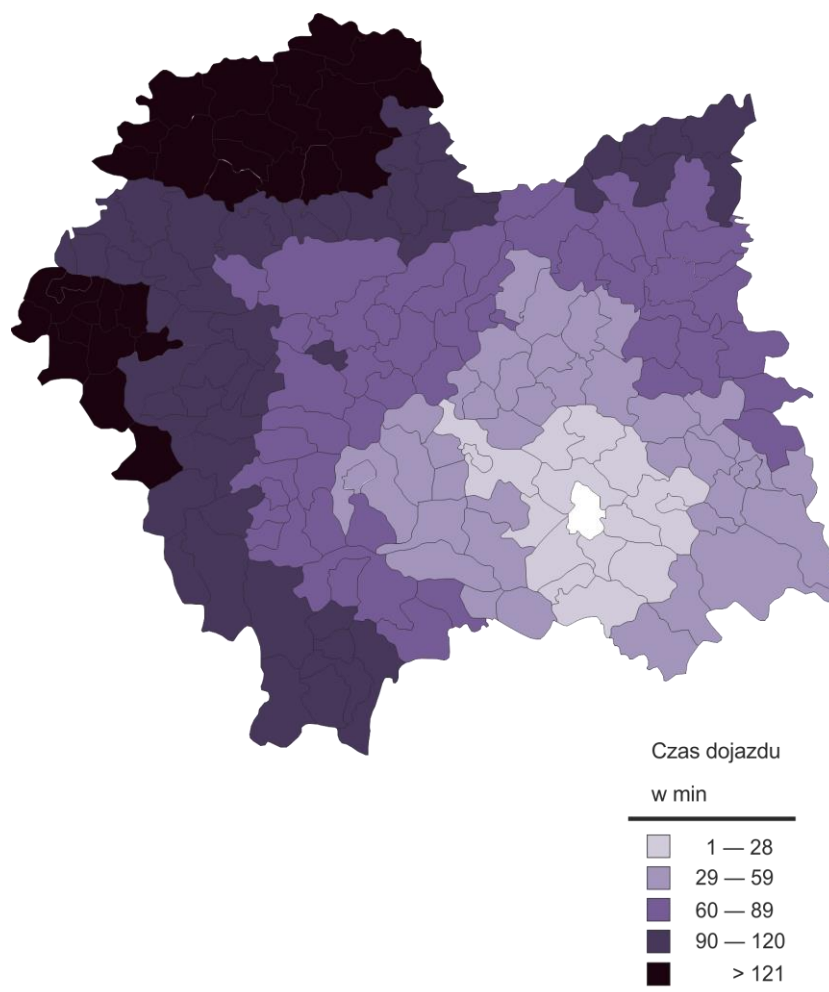 Czas dojazdu
w min
1 — 28
29 — 59
60 — 89
90 — 120
> 121